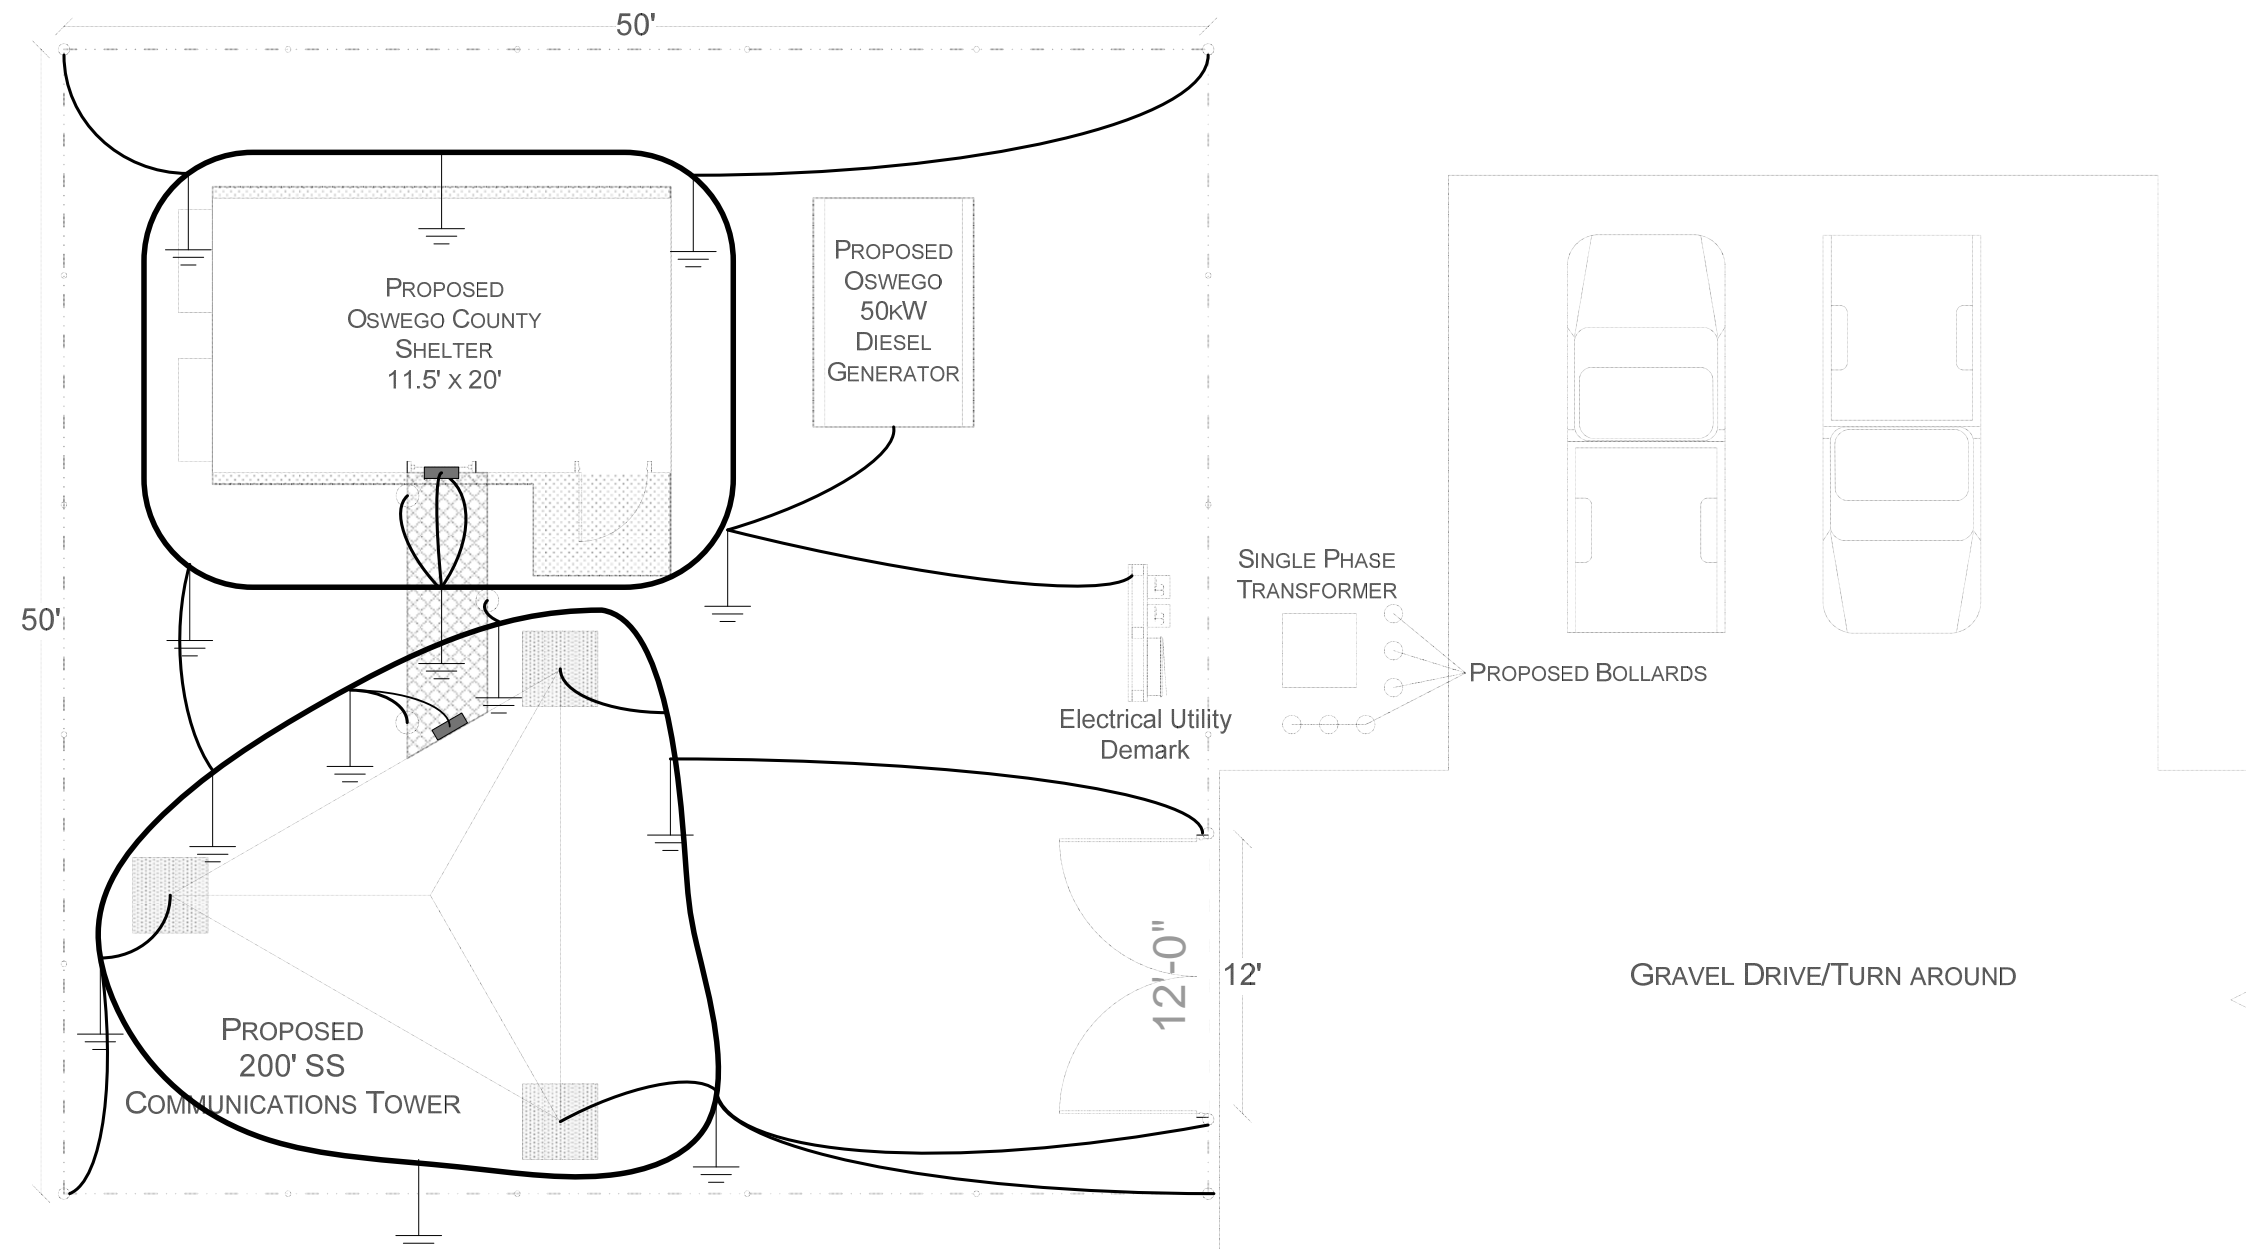 50'
PROPOSED
OSWEGO COUNTY
SHELTER
11.5' X 20'
PROPOSED
OSWEGO
50KW
DIESEL
GENERATOR
50'
SINGLE PHASE
TRANSFORMER
PROPOSED BOLLARDS
Electrical Utility
Demark
12'-0"
12'
GRAVEL DRIVE/TURN AROUND
PROPOSED
200' SS
COMMUNICATIONS TOWER